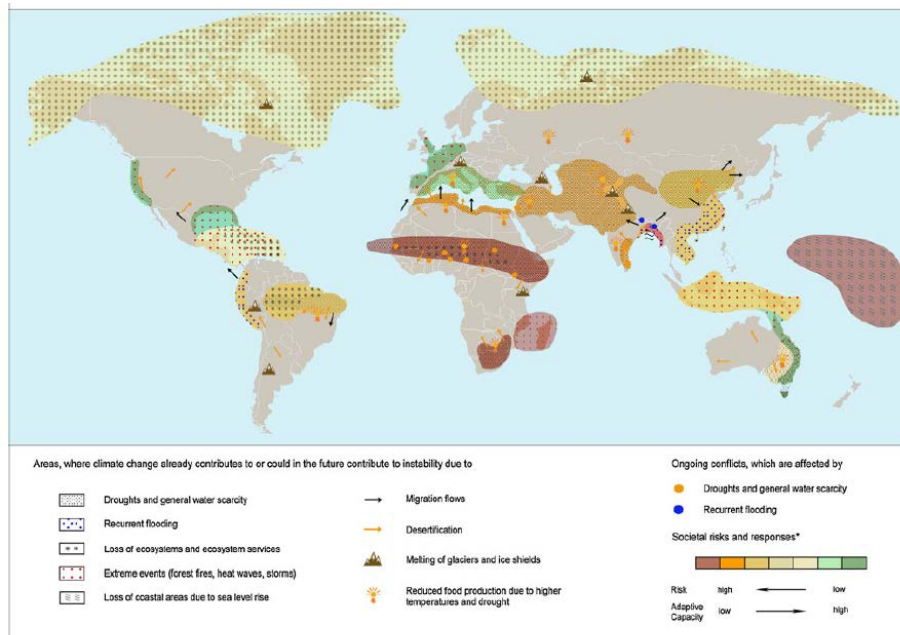 Areas, where climate change already contributes to or could in the future contribute to instability due to
Droughts and general water scarcity
Recurrent flooding
Loss of ecosystems and ecosystem services
Extreme events (forest fires, heat waves, storms)
Loss of coastal areas due to sea level rise
Migration flows
Desertification
Melting of glaciers and ice shields
Reduced food production due to higher
temperatures and drought
Ongoing conflicts, which are affected by
Droughts and general water scarcity
Recurrent flooding
Societal risks and responses*
Risk high low
Adaptive
Capacity low high